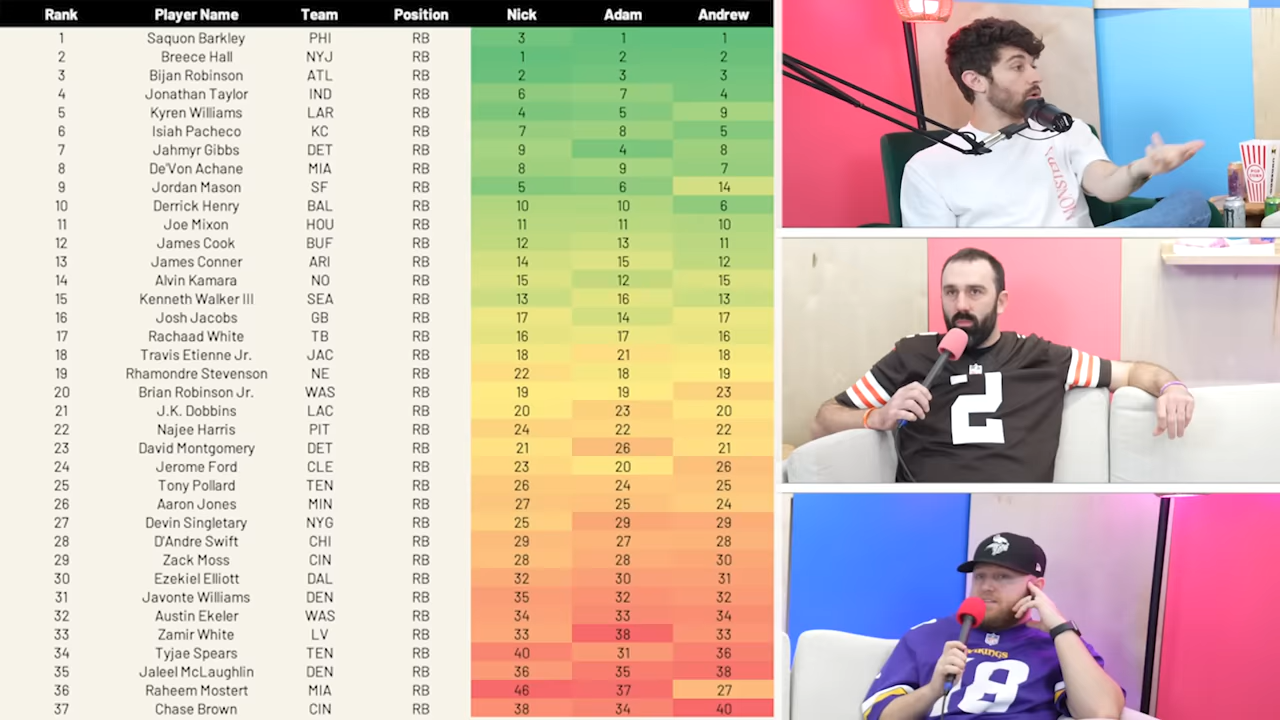 Rank Player Name Team Position Nick Adam Andrew
1 Saquon Barkley PHI RB 3 1 1
2 Breece Hall NYJ RB 1 2 2
3 Bijan Robinson ATL RB 2 3 3
4 Jonathan Taylor IND RB 6 7 4
5 Kyren Williams LAR RB 4 5 9
6 Isiah Pacheco KC RB 7 8 5
7 Jahmyr Gibbs DET RB 9 4 8
8 De'Von Achane MIA RB 8 9 7
9 Jordan Mason SF RB 5 6 14
10 Derrick Henry BAL RB 10 10 6
11 Joe Mixon HOU RB 11 11 10
12 James Cook BUF RB 12 13 11
13 James Conner ARI RB 14 15 12
14 Alvin Kamara NO RB 15 12 15
15 Kenneth Walker III SEA RB 13 16 13
16 Josh Jacobs GB RB 17 14 17
17 Rachaad White TB RB 16 17 16
18 Travis Etienne Jr. JAC RB 18 21 18
19 Rhamondre Stevenson NE RB 22 18 19
20 Brian Robinson Jr. WAS RB 19 19 23
21 J.K. Dobbins LAC RB 20 23 20
22 Najee Harris PIT RB 24 22 22
23 David Montgomery DET RB 21 26 21
24 Jerome Ford CLE RB 23 20 26
25 Tony Pollard TEN RB 26 24 25
26 Aaron Jones MIN RB 27 25 24
27 Devin Singletary NYG RB 25 29 29
28 D'Andre Swift CHI RB 29 27 28
29 Zack Moss CIN RB 28 28 30
30 Ezekiel Elliott DAL RB 32 30 31
31 Javonte Williams DEN RB 35 32 32
32 Austin Ekeler WAS RB 34 33 34
33 Zamir White LV RB 33 38 33
34 Tyjae Spears TEN RB 40 31 36
35 Jaleel McLaughlin DEN RB 36 35 38
36 Raheem Mostert MIA RB 46 37 27
37 Chase Brown CIN RB 38 34 40
2
18